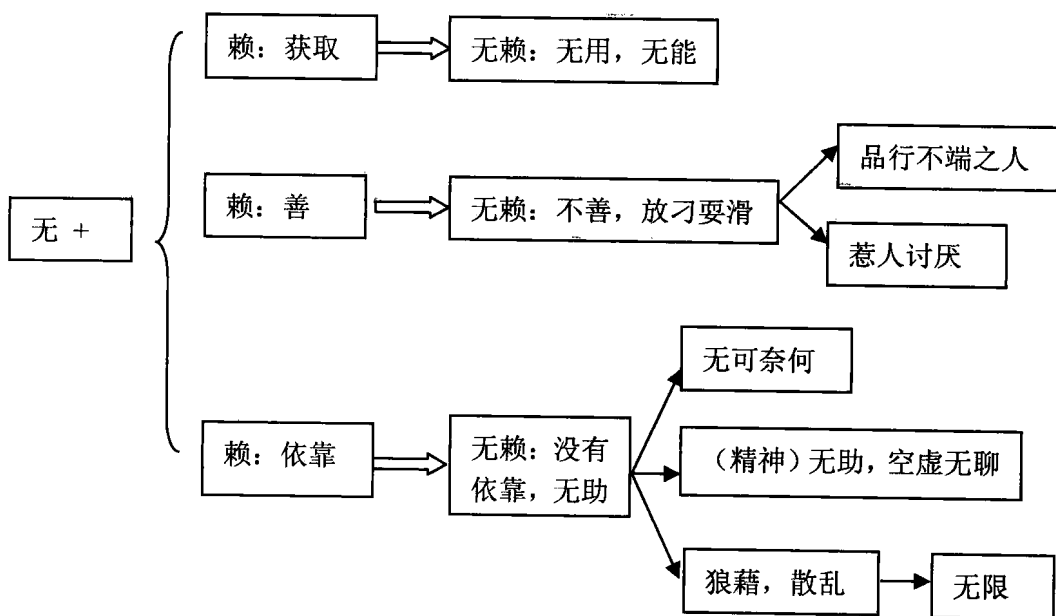 无 +
赖：获取
无赖：无用，无能
赖：善
无赖：不善，放刁耍滑
品行不端之人
惹人讨厌
赖：依靠
无赖：没有
依靠，无助
无可奈何
（精神）无助，空虚无聊
狼藉，散乱
无限